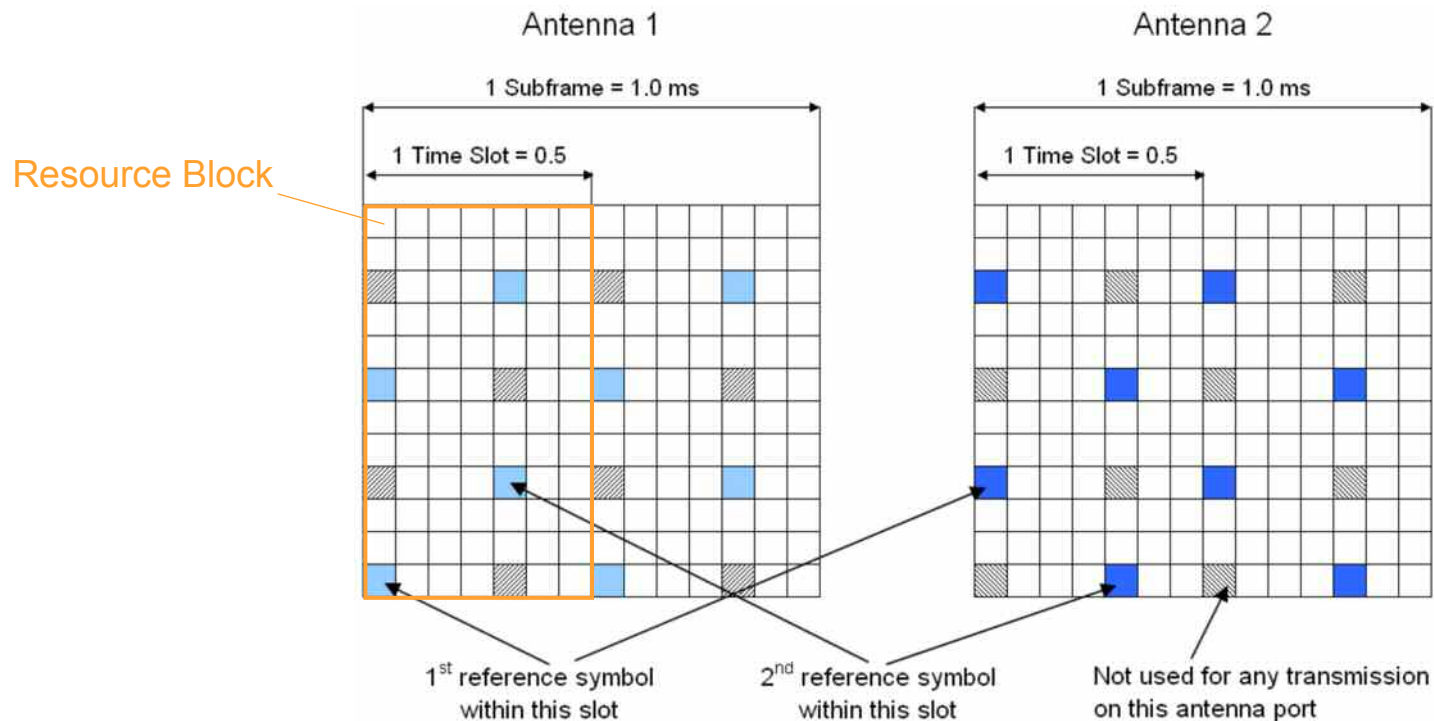 Antenna 1
Antenna 2
1 Subframe = 1.0 ms
1 Subframe = 1.0 ms
1 Time Slot = 0.5
1 Time Slot = 0.5
Resource Block
1st reference symbol
within this slot
2nd reference symbol
within this slot
Not used for any transmission
on this antenna port